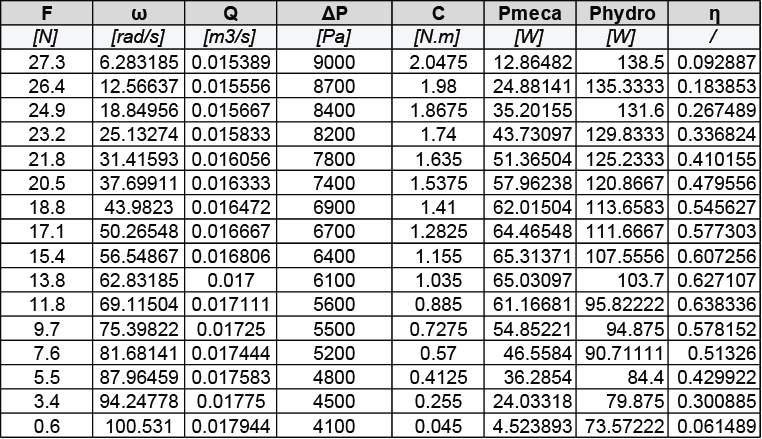 F ω Q ΔP C Pmeca Phydro η
[N] [rad/s] [m3/s] [Pa] [N.m] [W] [W] /
27.3 6.283185 0.015389 9000 2.0475 12.86482 138.5 0.092887
26.4 12.56637 0.015556 8700 1.98 24.88141 135.3333 0.183853
24.9 18.84956 0.015667 8400 1.8675 35.20155 131.6 0.267489
23.2 25.13274 0.015833 8200 1.74 43.73097 129.8333 0.336824
21.8 31.41593 0.016056 7800 1.635 51.36504 125.2333 0.410155
20.5 37.69911 0.016333 7400 1.5375 57.96238 120.8667 0.479556
18.8 43.9823 0.016472 6900 1.41 62.01504 113.6583 0.545627
17.1 50.26548 0.016667 6700 1.2825 64.46548 111.6667 0.577303
15.4 56.54867 0.016806 6400 1.155 65.31371 107.5556 0.607256
13.8 62.83185 0.017 6100 1.035 65.03097 103.7 0.627107
11.8 69.11504 0.017111 5600 0.885 61.16681 95.82222 0.638336
9.7 75.39822 0.01725 5500 0.7275 54.85221 94.875 0.578152
7.6 81.68141 0.017444 5200 0.57 46.5584 90.71111 0.51326
5.5 87.96459 0.017583 4800 0.4125 36.2854 84.4 0.429922
3.4 94.24778 0.01775 4500 0.255 24.03318 79.875 0.300885
0.6 100.531 0.017944 4100 0.045 4.523893 73.57222 0.061489